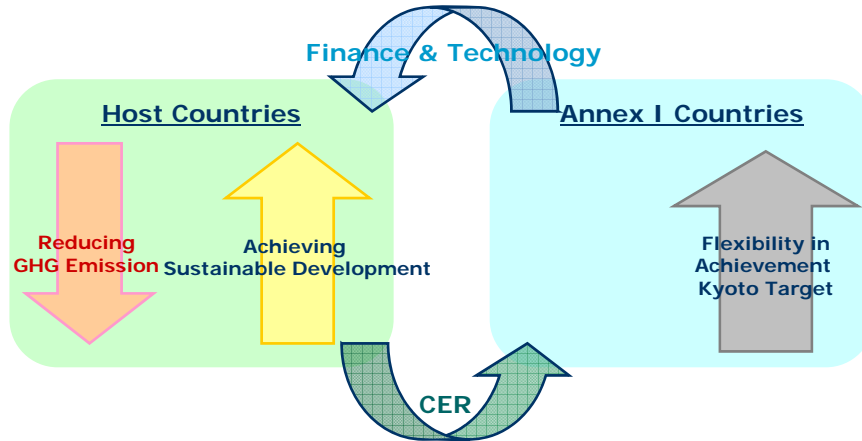 Finance & Technology
Host Countries
Annex I Countries
Reducing
GHG Emission
Achieving
Sustainable Development
Flexibility in
Achievement
Kyoto Target
CER